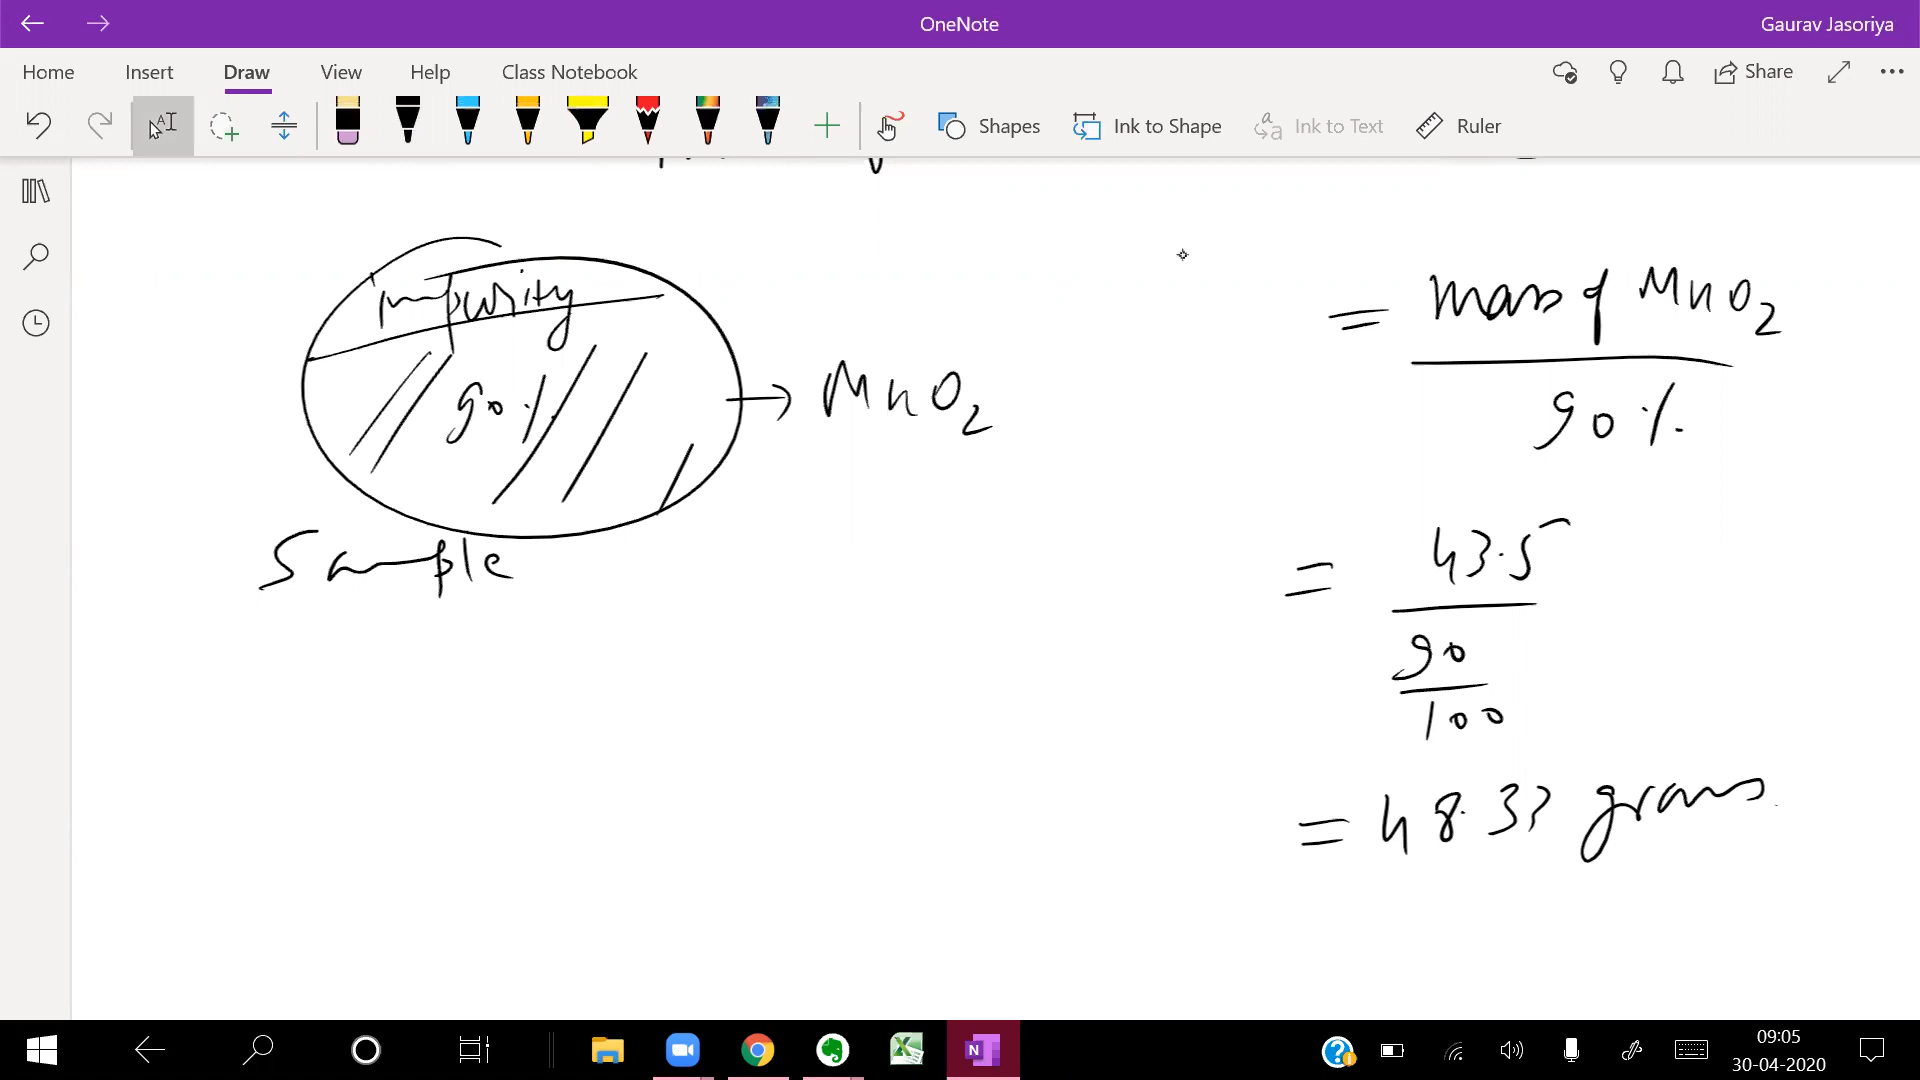 OneNote
Gaurav Jasoriya
Home Insert Draw View Help Class Notebook Share
Shapes Ink to Shape Ink to Text Ruler
impurity
90 %
→ MnO2
Sample
= mass of MnO2
90 %
= 43.5
90
100
= 48.33 grams
09:05
30-04-2020